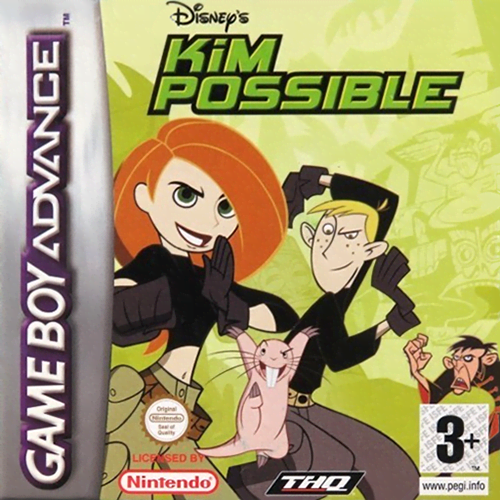 Disney's
KiM
POSSIBLE
GAME BOY ADVANCE
Original
Nintendo
Seal of
Quality
LICENSED BY
Nintendo
THQ
3+
TM
www.pegi.info